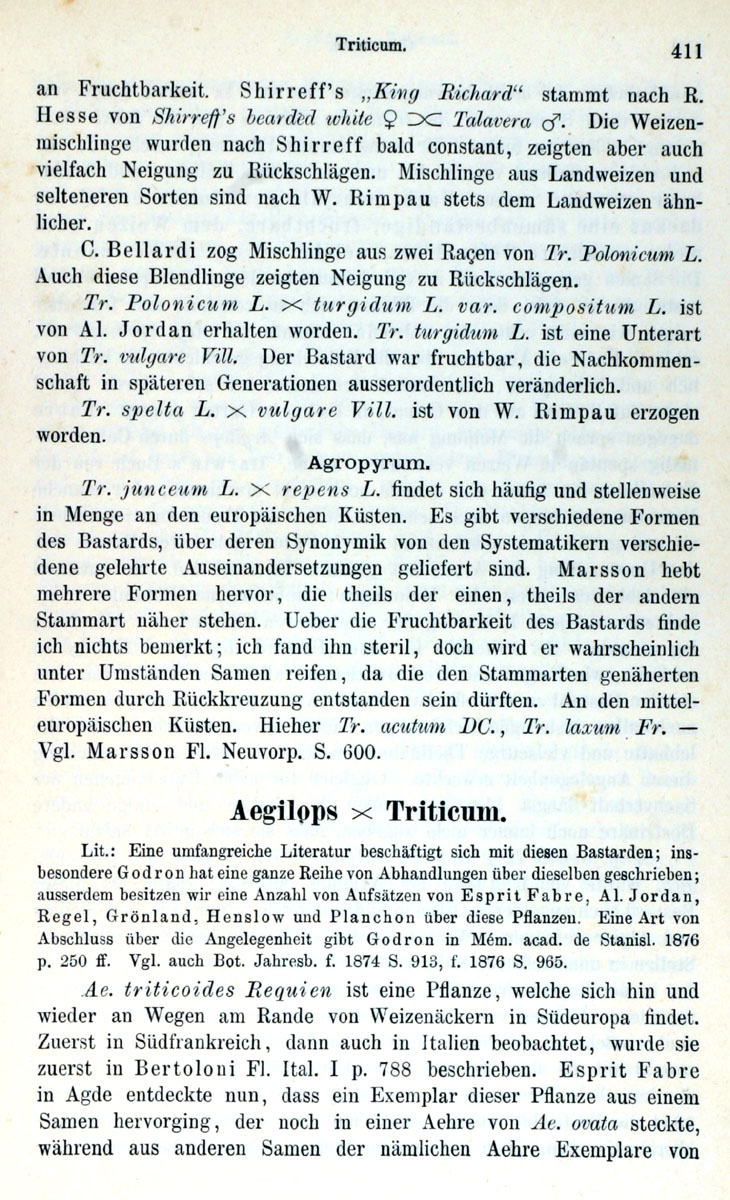 Triticum.
411
an Fruchtbarkeit. Shirreff's „King Richard“ stammt nach R.
Hesse von Shirreff's bearded white ♀ ⫘ Talavera ♂. Die Weizen-
mischlinge wurden nach Shirreff bald constant, zeigten aber auch
vielfach Neigung zu Rückschlägen. Mischlinge aus Landweizen und
selteneren Sorten sind nach W. Rimpau stets dem Landweizen ähn-
licher.
C. Bellardi zog Mischlinge aus zwei Raçen von Tr. Polonicum L.
Auch diese Blendlinge zeigten Neigung zu Rückschlägen.
Tr. Polonicum L. × turgidum L. var. compositum L. ist
von Al. Jordan erhalten worden. Tr. turgidum L. ist eine Unterart
von Tr. vulgare Vill. Der Bastard war fruchtbar, die Nachkommen-
schaft in späteren Generationen ausserordentlich veränderlich.
Tr. spelta L. × vulgare Vill. ist von W. Rimpau erzogen
worden.
Agropyrum.
Tr. junceum L. × repens L. findet sich häufig und stellenweise
in Menge an den europäischen Küsten. Es gibt verschiedene Formen
des Bastards, über deren Synonymik von den Systematikern verschie-
dene gelehrte Auseinandersetzungen geliefert sind. Marsson hebt
mehrere Formen hervor, die theils der einen, theils der andern
Stammart näher stehen. Ueber die Fruchtbarkeit des Bastards finde
ich nichts bemerkt; ich fand ihn steril, doch wird er wahrscheinlich
unter Umständen Samen reifen, da die den Stammarten genäherten
Formen durch Rückkreuzung entstanden sein dürften. An den mittel-
europäischen Küsten. Hieher Tr. acutum DC., Tr. laxum Fr. —
Vgl. Marsson Fl. Neuvorp. S. 600.
Aegilops × Triticum.
Lit.: Eine umfangreiche Literatur beschäftigt sich mit diesen Bastarden; ins-
besondere Godron hat eine ganze Reihe von Abhandlungen über dieselben geschrieben;
ausserdem besitzen wir eine Anzahl von Aufsätzen von Esprit Fabre, Al. Jordan,
Regel, Grönland, Henslow und Planchon über diese Pflanzen. Eine Art von
Abschluss über die Angelegenheit gibt Godron in Mém. acad. de Stanisl. 1876
p. 250 ff. Vgl. auch Bot. Jahresb. f. 1874 S. 913, f. 1876 S. 965.
Ae. triticoides Requien ist eine Pflanze, welche sich hin und
wieder an Wegen am Rande von Weizenäckern in Südeuropa findet.
Zuerst in Südfrankreich, dann auch in Italien beobachtet, wurde sie
zuerst in Bertoloni Fl. Ital. I p. 788 beschrieben. Esprit Fabre
in Agde entdeckte nun, dass ein Exemplar dieser Pflanze aus einem
Samen hervorging, der noch in einer Aehre von Ae. ovata steckte,
während aus anderen Samen der nämlichen Aehre Exemplare von